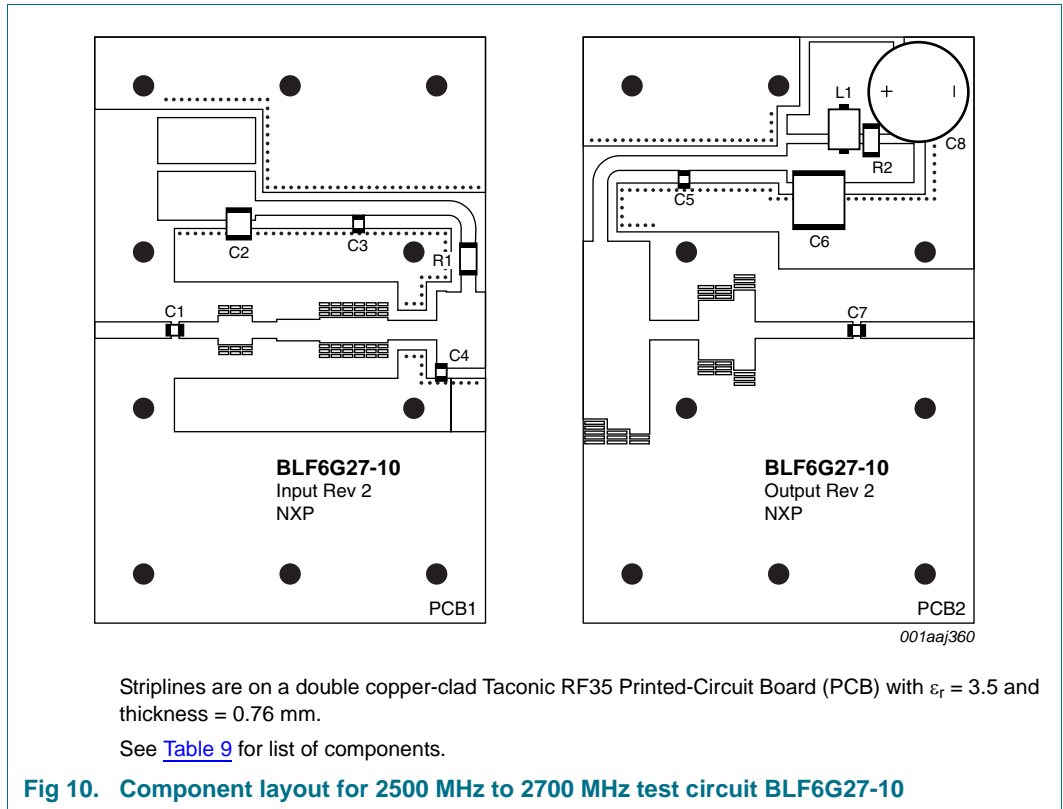 L1
+
–
C8
R2
C5
C6
C2
C3
R1
C1
C7
C4
BLF6G27-10
Input Rev 2
NXP
BLF6G27-10
Output Rev 2
NXP
PCB1
PCB2
001aaj360
Striplines are on a double copper-clad Taconic RF35 Printed-Circuit Board (PCB) with εr = 3.5 and
thickness = 0.76 mm.
See Table 9 for list of components.
Fig 10. Component layout for 2500 MHz to 2700 MHz test circuit BLF6G27-10